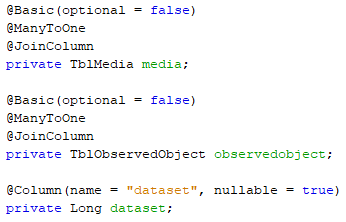 @Basic(optional = false)
@ManyToOne
@JoinColumn
private TblMedia media;
@Basic(optional = false)
@ManyToOne
@JoinColumn
private TblObservedObject observedobject;
@Column(name = "dataset", nullable = true)
private Long dataset;